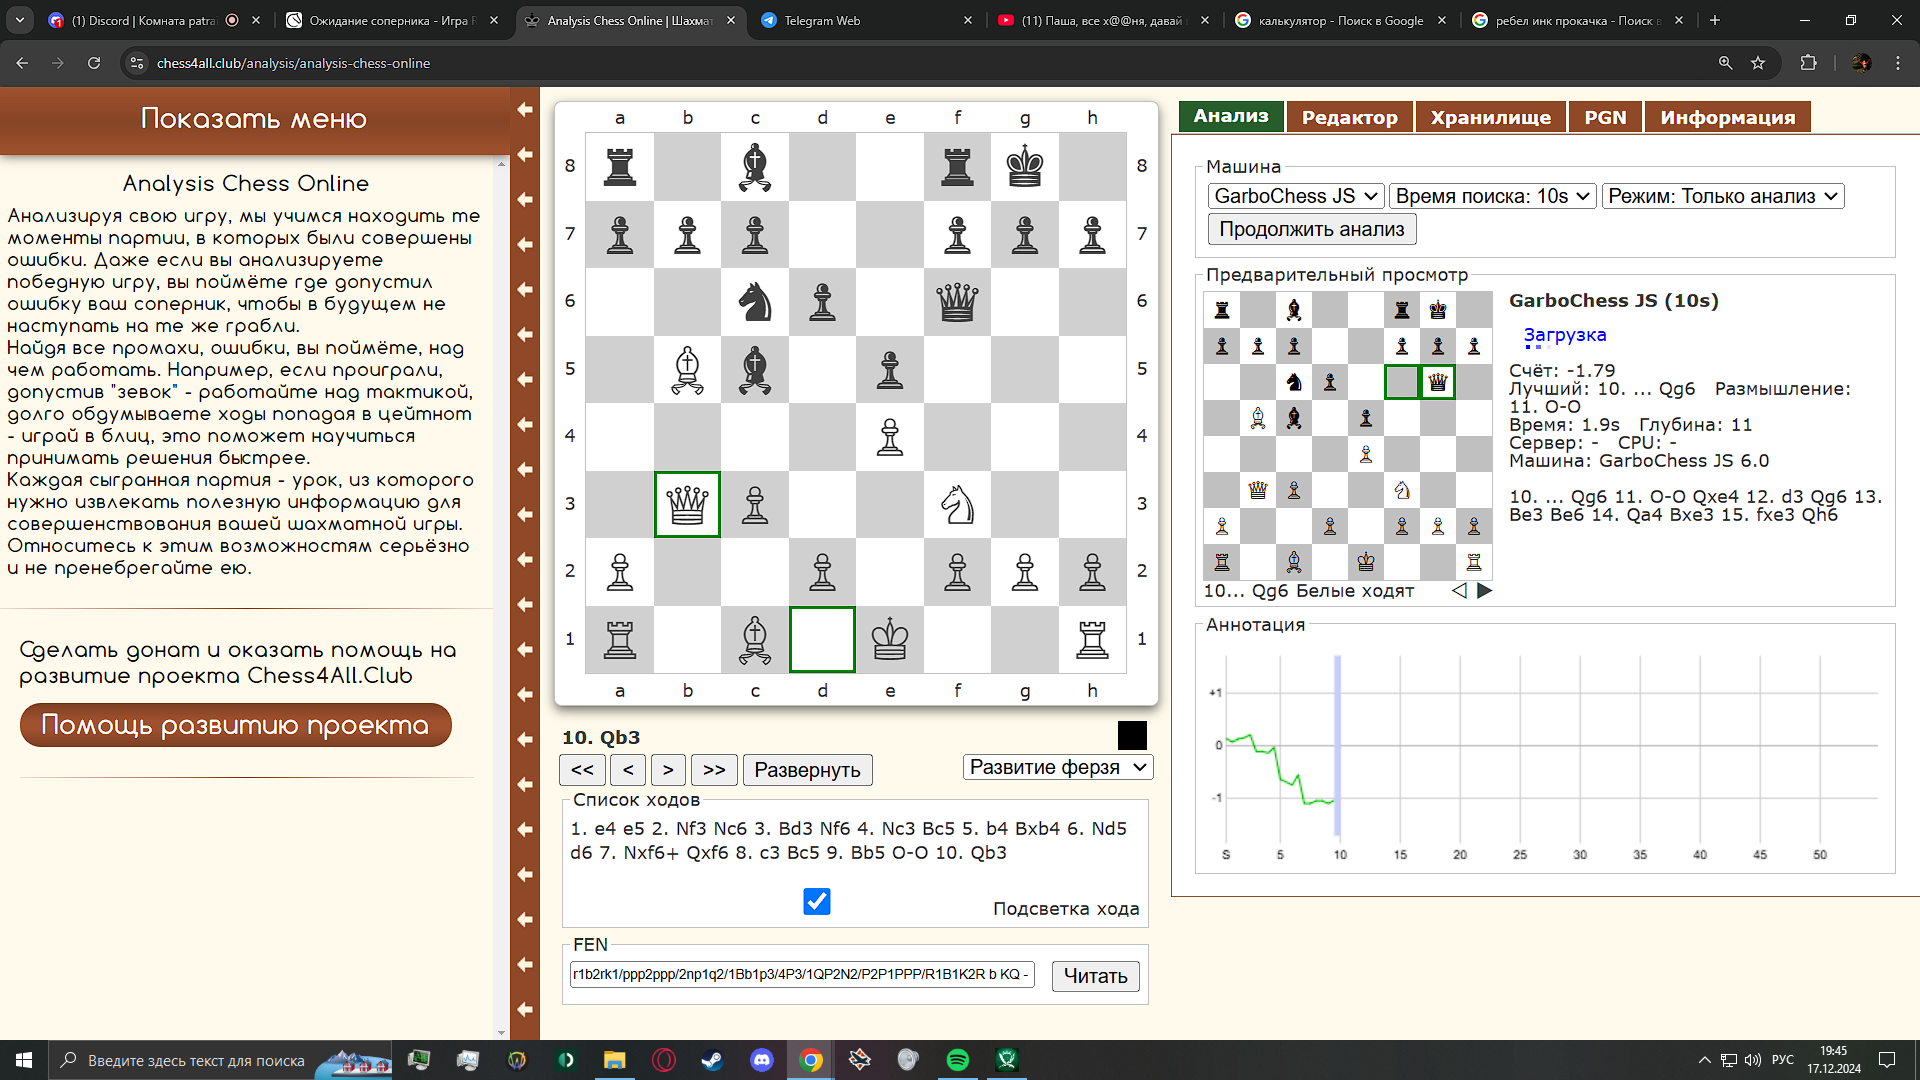 (1) Discord | Комната patra
Ожидание соперника - Игра R
Analysis Chess Online | Шахмат
Telegram Web
(11) Паша, все х@@ня, давай
калькулятор - Поиск в Google
ребел инк прокачка - Поиск в
chess4all.club/analysis/analysis-chess-online
Показать меню
Analysis Chess Online
Анализируя свою игру, мы учимся находить те
моменты партии, в которых были совершены
ошибки. Даже если вы анализируете
победную игру, вы поймёте где допустил
ошибку ваш соперник, чтобы в будущем не
наступать на те же грабли.
Найдя все промахи, ошибки, вы поймёте, над
чем работать. Например, если проиграли,
допустив "зевок" - работайте над тактикой,
долго обдумываете ходы попадая в цейтнот
- играй в блиц, это поможет научиться
принимать решения быстрее.
Каждая сыгранная партия - урок, из которого
нужно извлекать полезную информацию для
совершенствования вашей шахматной игры.
Относитесь к этим возможностям серьёзно
и не пренебрегайте ею.
Сделать донат и оказать помощь на
развитие проекта Chess4All.Club
Помощь развитию проекта
a b c d e f g h
8 8
7 7
6 6
5 5
4 4
3 3
2 2
1 1
a b c d e f g h
10. Qb3
<< < > >> Развернуть
Развитие ферзя
Список ходов
1. e4 e5 2. Nf3 Nc6 3. Bd3 Nf6 4. Nc3 Bc5 5. b4 Bxb4 6. Nd5
d6 7. Nxf6+ Qxf6 8. c3 Bc5 9. Bb5 O-O 10. Qb3
Подсветка хода
FEN
r1b2rk1/ppp2ppp/2np1q2/1Bb1p3/4P3/1QP2N2/P2P1PPP/R1B1K2R b KQ -
Читать
Анализ Редактор Хранилище PGN Информация
Машина
GarboChess JS Время поиска: 10s Режим: Только анализ
Продолжить анализ
Предварительный просмотр
GarboChess JS (10s)
Загрузка
Счёт: -1.79
Лучший: 10. ... Qg6 Размышление:
11. O-O
Время: 1.9s Глубина: 11
Сервер: - CPU: -
Машина: GarboChess JS 6.0
10. ... Qg6 11. O-O Qxe4 12. d3 Qg6 13.
Be3 Be6 14. Qa4 Bxe3 15. fxe3 Qh6
10... Qg6 Белые ходят
Аннотация
+1
0
-1
S 5 10 15 20 25 30 35 40 45 50
Введите здесь текст для поиска
РУС
19:45
17.12.2024